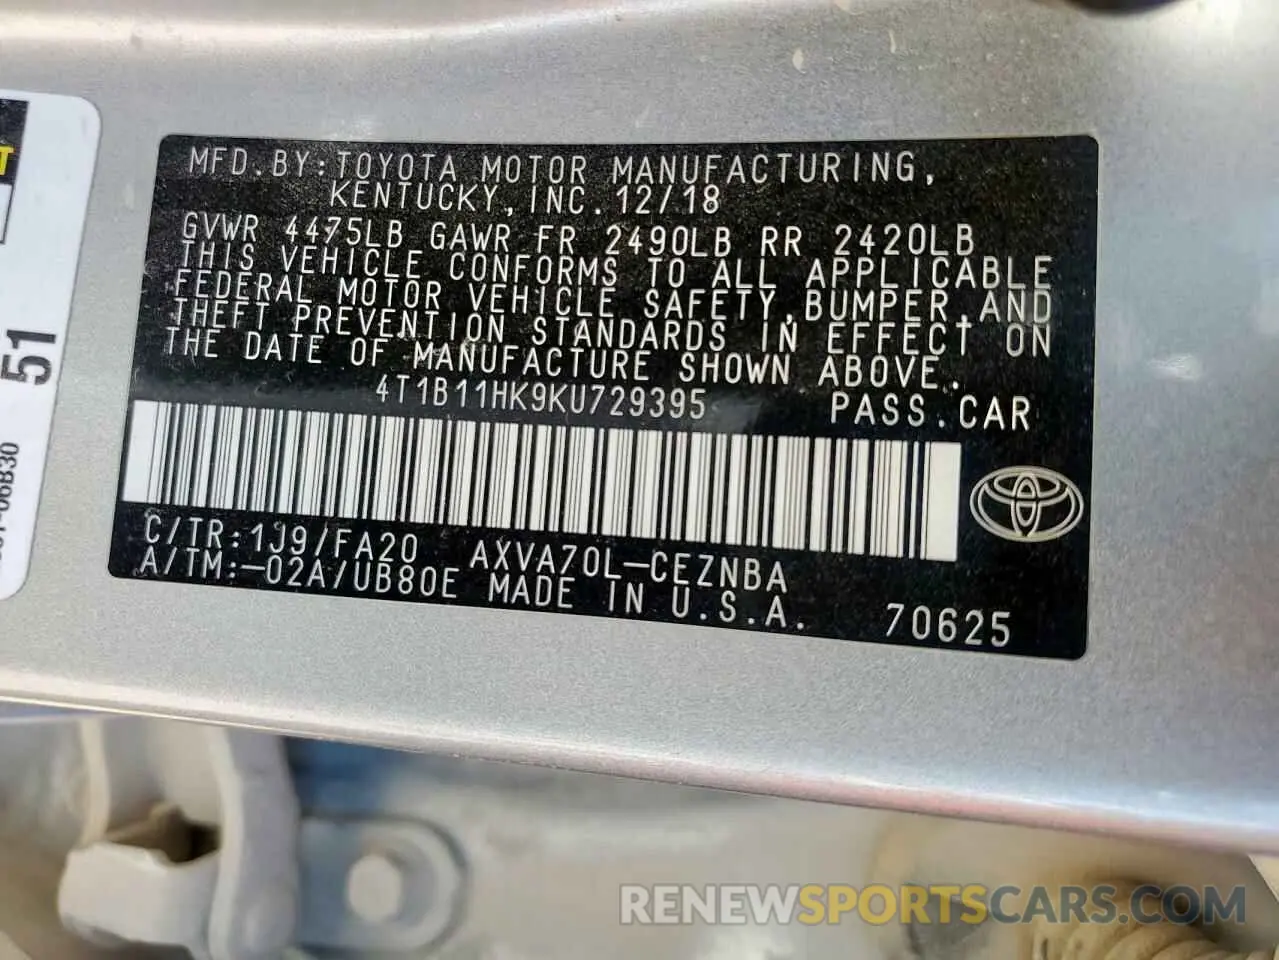 MFD.BY:TOYOTA MOTOR MANUFACTURING,
KENTUCKY, INC. 12/18
GVWR 4475LB GAWR FR 2490LB RR 2420LB
THIS VEHICLE CONFORMS TO ALL APPLICABLE
FEDERAL MOTOR VEHICLE SAFETY, BUMPER, AND
THEFT PREVENTION STANDARDS IN EFFECT ON
THE DATE OF MANUFACTURE SHOWN ABOVE.
4T1B11HK9KU729395 PASS.CAR
C/TR:1J9/FA20 AXVA70L-CEZNBA
A/TM:-02A/UB80E MADE IN U.S.A. 70625
51
RENEWSPORTSCARS.COM